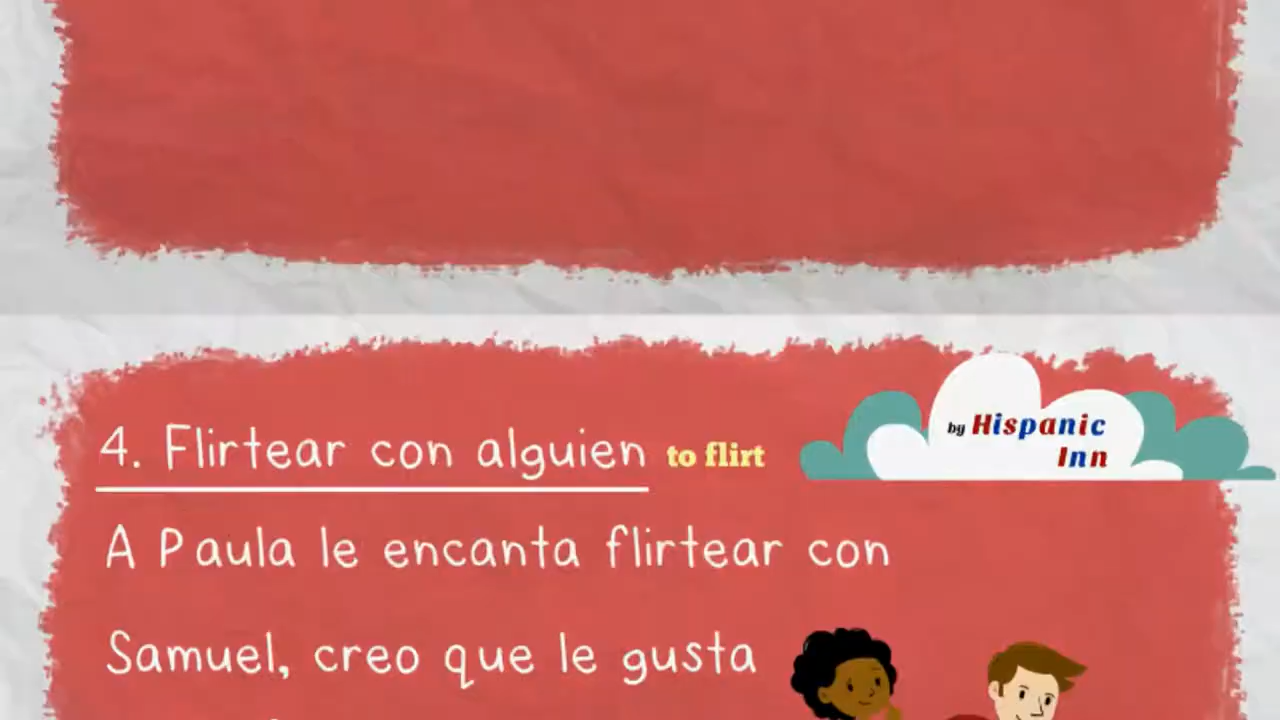 4. Flirtear con alguien to flirt
by Hispanic
Inn
A Paula le encanta flirtear con
Samuel, creo que le gusta